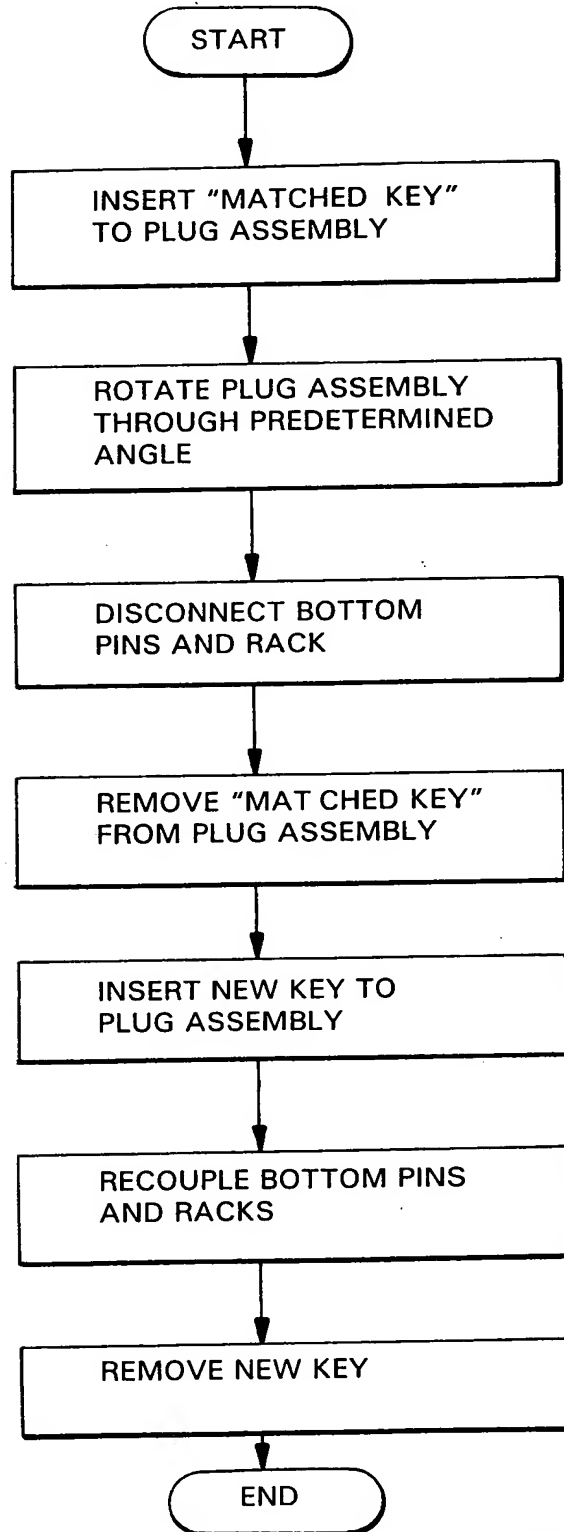 START
INSERT "MATCHED KEY"
TO PLUG ASSEMBLY
ROTATE PLUG ASSEMBLY
THROUGH PREDETERMINED
ANGLE
DISCONNECT BOTTOM
PINS AND RACK
REMOVE "MAT CHED KEY"
FROM PLUG ASSEMBLY
INSERT NEW KEY TO
PLUG ASSEMBLY
RECOUPLE BOTTOM PINS
AND RACKS
REMOVE NEW KEY
END